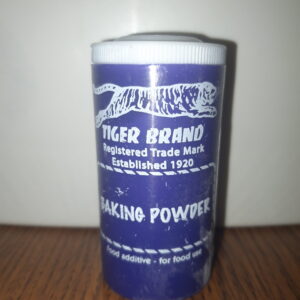 TIGER BRAND
Registered Trade Mark
Established 1920
BAKING POWDER
Food additive - for food use